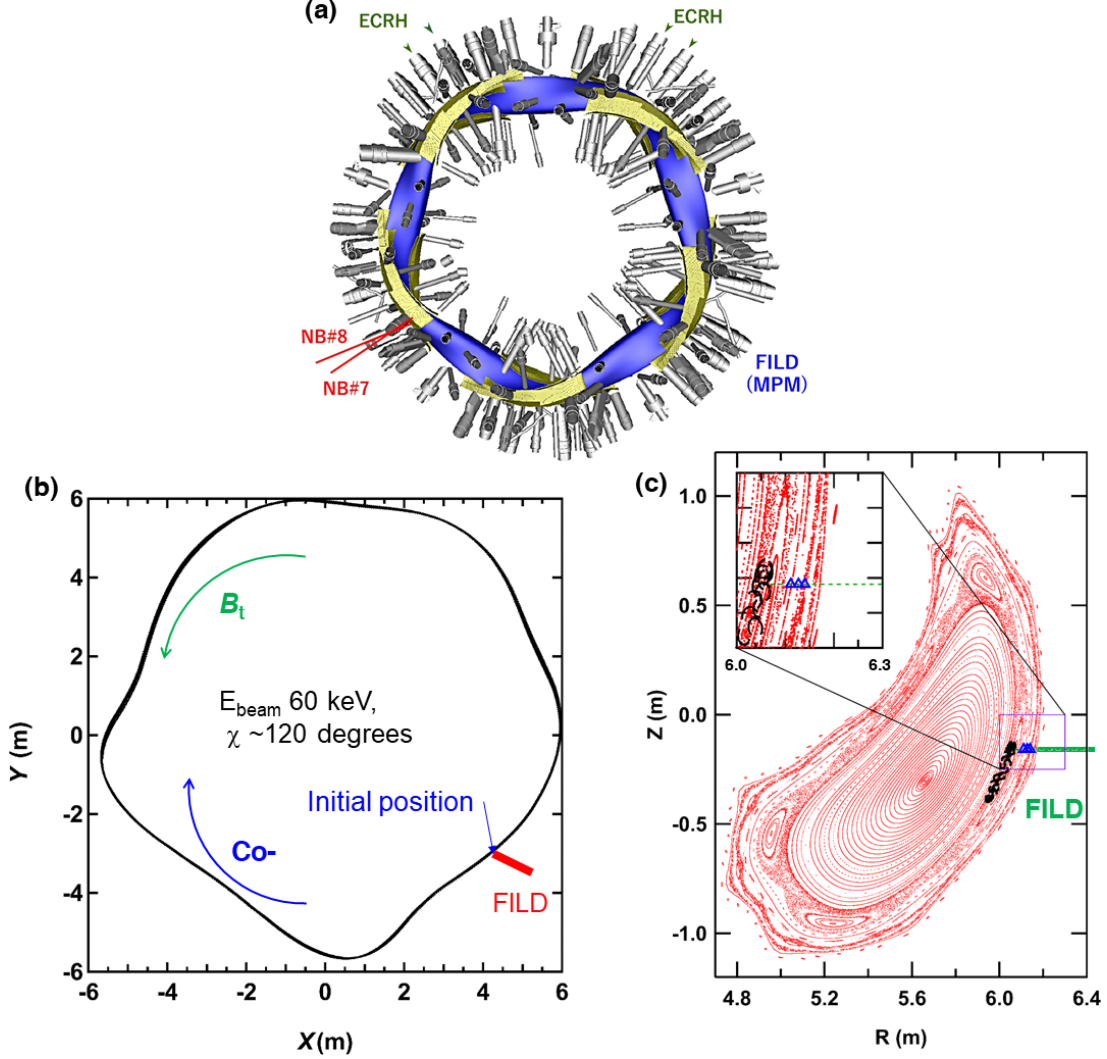 (a)
ECRH
ECRH
NB#8
NB#7
FILD
(MPM)
(b)
6
4
2
0
-2
-4
-6
Y (m)
-6
-4
-2
0
2
4
6
X (m)
Bt
Ebeam 60 keV,
χ ~120 degrees
Initial position
Co-
FILD
(c)
1.0
0.5
0.0
-0.5
-1.0
Z (m)
6.0
6.3
FILD
4.8
5.2
5.6
6.0
6.4
R (m)